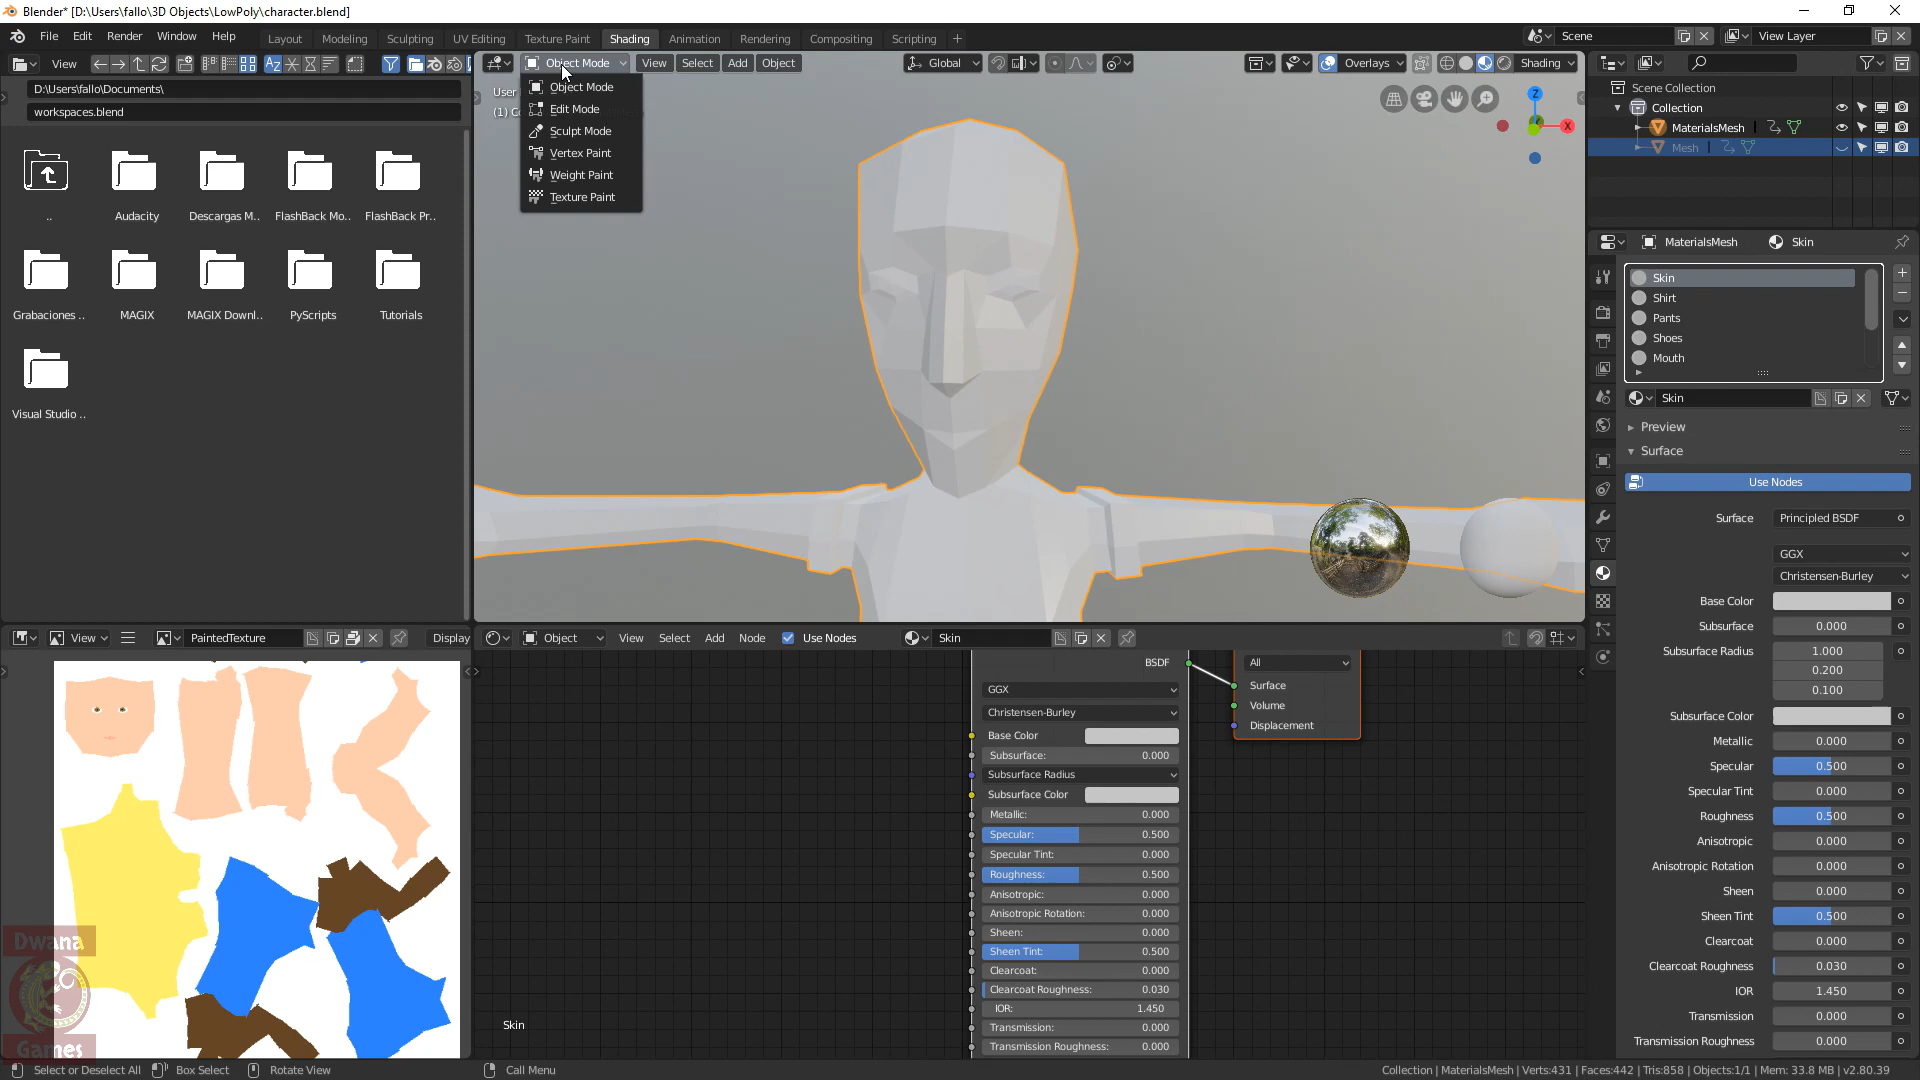 Blender* [D:\Users\fallo\3D Objects\LowPoly\character.blend]
File Edit Render Window Help Layout Modeling Sculpting UV Editing Texture Paint Shading Animation Rendering Compositing Scripting + Scene View Layer
View Object Mode View Select Add Object Global Overlays Shading
D:\Users\fallo\Documents\
workspaces.blend
Object Mode
Edit Mode
Sculpt Mode
Vertex Paint
Weight Paint
Texture Paint
User
(1) Co
Z
X
..
Audacity
Descargas M..
FlashBack Mo..
FlashBack Pr..
Grabaciones ..
MAGIX
MAGIX Downl..
PyScripts
Tutorials
Visual Studio ..
Scene Collection
Collection
MaterialsMesh
Mesh
MaterialsMesh Skin
Skin
Shirt
Pants
Shoes
Mouth
Skin
Preview
Surface
Use Nodes
Surface Principled BSDF
GGX
Christensen-Burley
Base Color
Subsurface 0.000
Subsurface Radius 1.000
0.200
0.100
Subsurface Color
Metallic 0.000
Specular 0.500
Specular Tint 0.000
Roughness 0.500
Anisotropic 0.000
Anisotropic Rotation 0.000
Sheen 0.000
Sheen Tint 0.500
Clearcoat 0.000
Clearcoat Roughness 0.030
IOR 1.450
Transmission 0.000
Transmission Roughness 0.000
View PaintedTexture Display
Object View Select Add Node Use Nodes Skin
BSDF
GGX
Christensen-Burley
Base Color
Subsurface: 0.000
Subsurface Radius
Subsurface Color
Metallic: 0.000
Specular: 0.500
Specular Tint: 0.000
Roughness: 0.500
Anisotropic: 0.000
Anisotropic Rotation: 0.000
Sheen: 0.000
Sheen Tint: 0.500
Clearcoat: 0.000
Clearcoat Roughness: 0.030
IOR: 1.450
Transmission: 0.000
Transmission Roughness: 0.000
All
Surface
Volume
Displacement
Skin
Dwana
Games
Select or Deselect All Box Select Rotate View Call Menu Collection | MaterialsMesh | Verts:431 | Faces:442 | Tris:858 | Objects:1/1 | Mem: 33.8 MB | v2.80.39